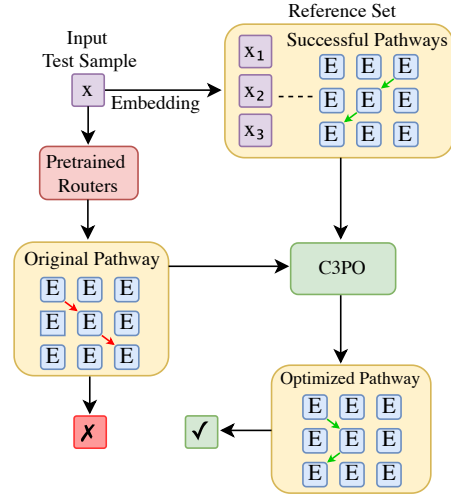 Reference Set
Input
Test Sample
x
Embedding
Successful Pathways
x1
x2
x3
E E E
E E E
E E E
Pretrained
Routers
Original Pathway
E E E
E E E
E E E
C3PO
✗
Optimized Pathway
E E E
E E E
E E E
✓